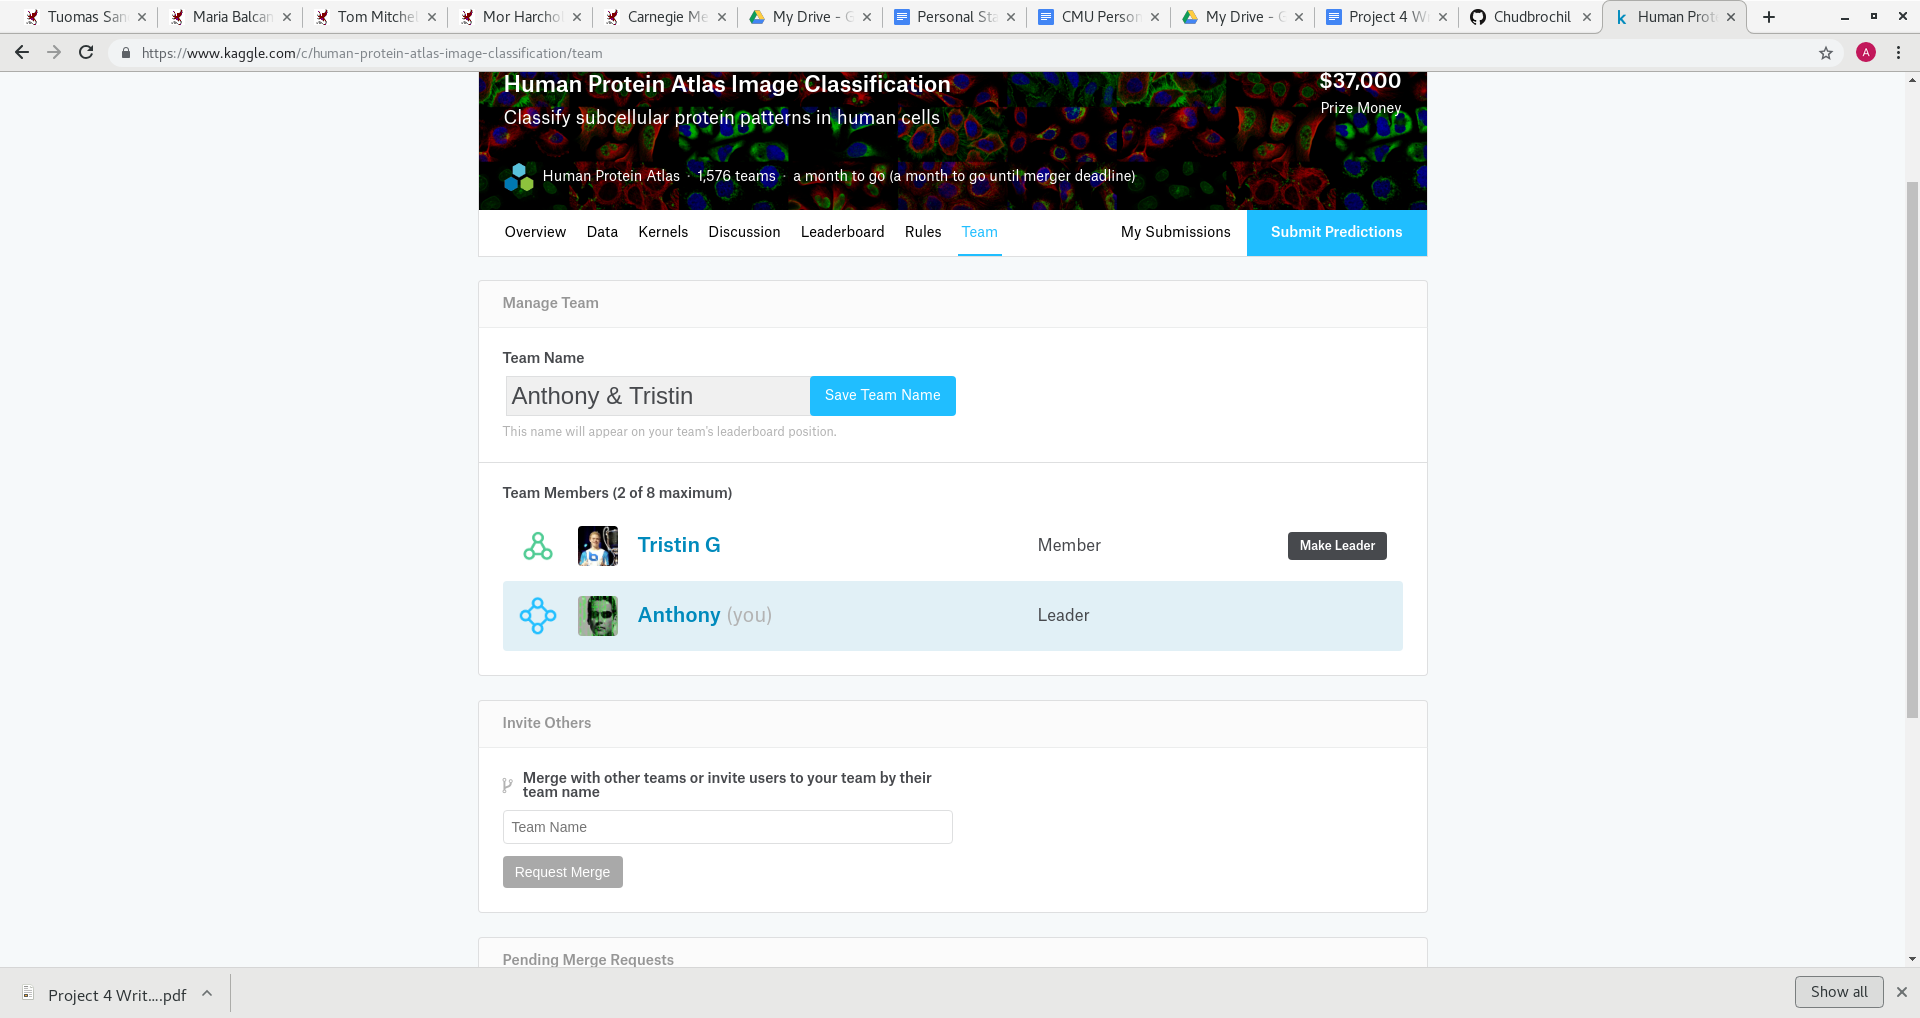 Tuomas San
Maria Balcan
Tom Mitchel
Mor Harchol
Carnegie Me
My Drive - G
Personal Sta
CMU Person
My Drive - G
Project 4 Wr
Chudbrochil
Human Prot
https://www.kaggle.com/c/human-protein-atlas-image-classification/team
A
Human Protein Atlas Image Classification
$37,000
Classify subcellular protein patterns in human cells
Prize Money
Human Protein Atlas · 1,576 teams · a month to go (a month to go until merger deadline)
Overview Data Kernels Discussion Leaderboard Rules Team My Submissions Submit Predictions
Manage Team
Team Name
Anthony & Tristin Save Team Name
This name will appear on your team's leaderboard position.
Team Members (2 of 8 maximum)
Tristin G Member Make Leader
Anthony (you) Leader
Invite Others
Merge with other teams or invite users to your team by their
team name
Team Name
Request Merge
Pending Merge Requests
Project 4 Writ....pdf
Show all